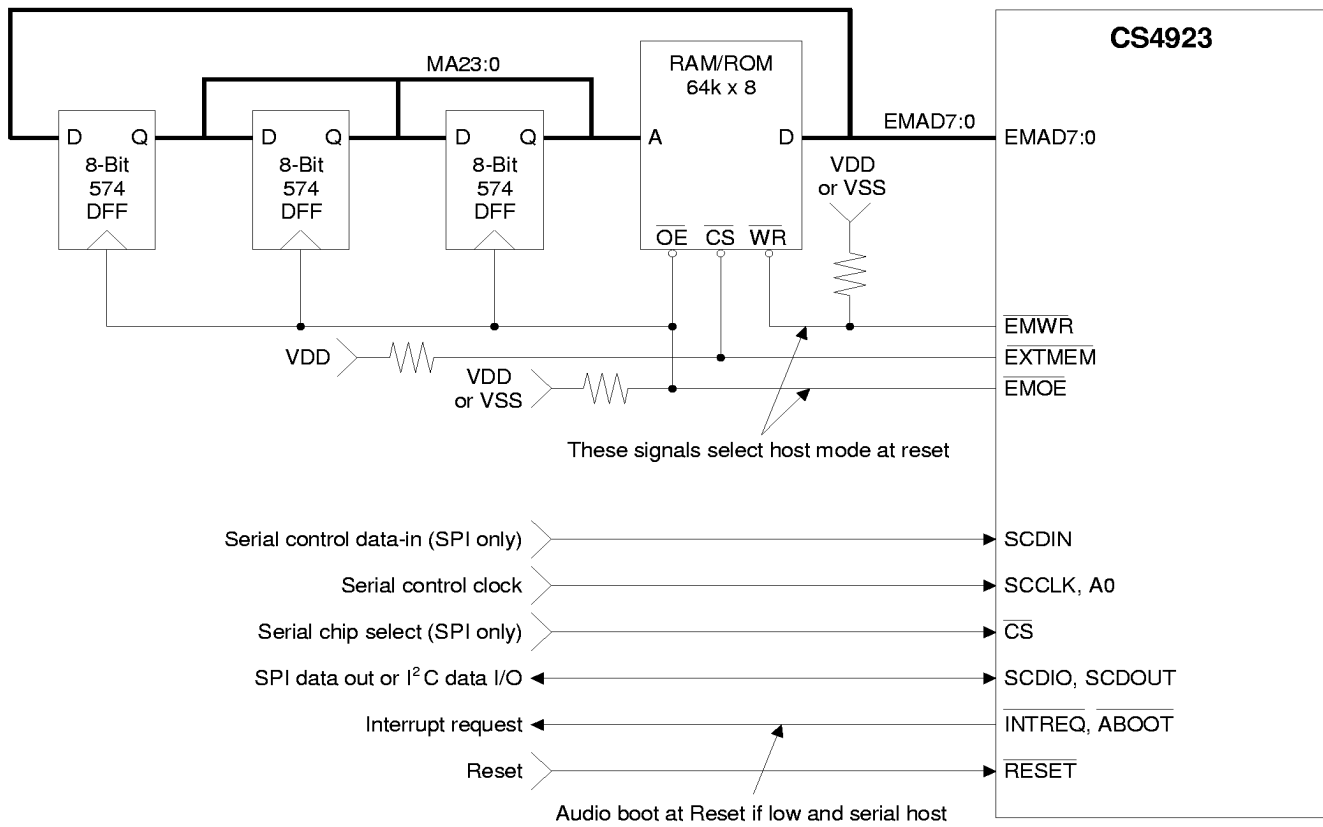 CS4923
MA23:0
RAM/ROM
64k x 8
EMAD7:0
D Q
8-Bit
574
DFF
D Q
8-Bit
574
DFF
D Q
8-Bit
574
DFF
A D
EMAD7:0
VDD
or VSS
OE CS WR
EMWR
VDD
EXTMEM
VDD
or VSS
EMOE
These signals select host mode at reset
Serial control data-in (SPI only) SCDIN
Serial control clock SCCLK, A0
Serial chip select (SPI only) CS
SPI data out or I²C data I/O SCDIO, SCDOUT
Interrupt request INTREQ, ABOOT
Reset RESET
Audio boot at Reset if low and serial host